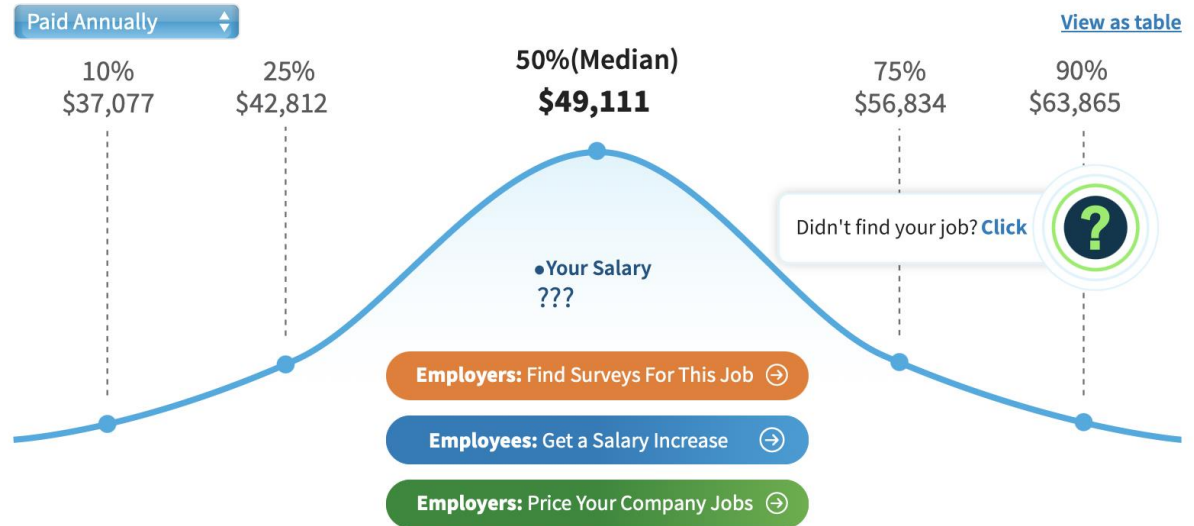 Paid Annually
View as table
10%
$37,077
25%
$42,812
50%(Median)
$49,111
75%
$56,834
90%
$63,865
Didn't find your job? Click
?
•Your Salary
???
Employers: Find Surveys For This Job
Employees: Get a Salary Increase
Employers: Price Your Company Jobs